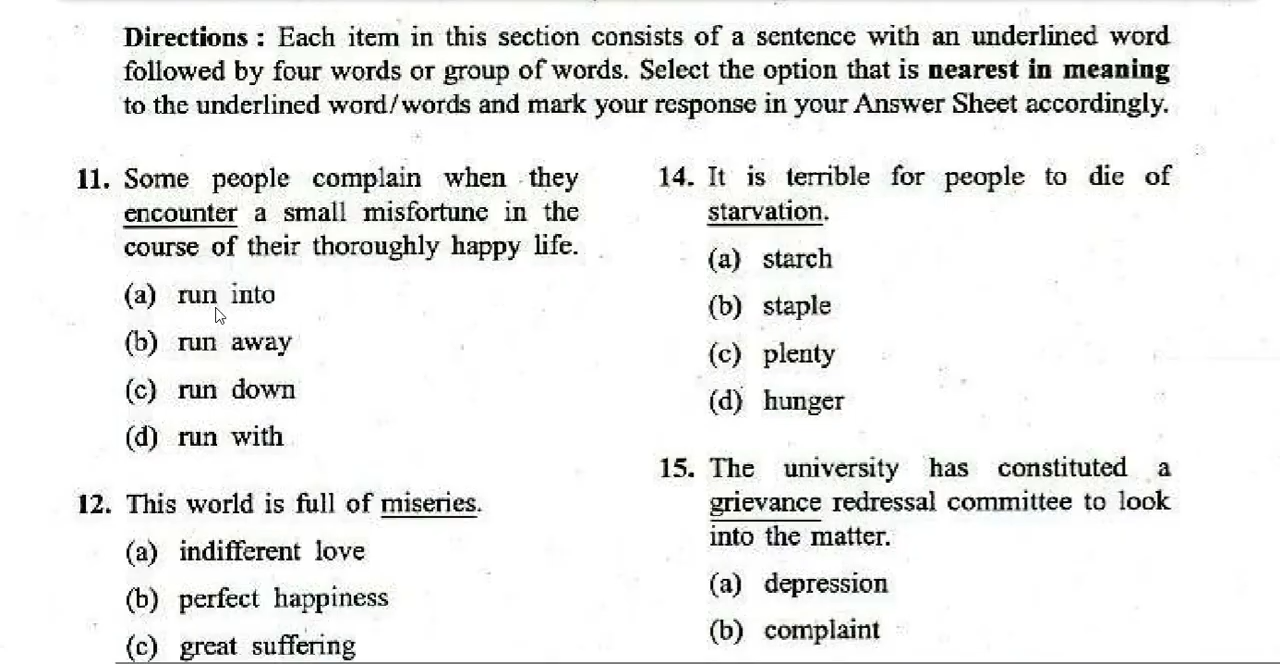 Directions : Each item in this section consists of a sentence with an underlined word
followed by four words or group of words. Select the option that is nearest in meaning
to the underlined word/words and mark your response in your Answer Sheet accordingly.
11. Some people complain when they
encounter a small misfortune in the
course of their thoroughly happy life.
(a) run into
(b) run away
(c) run down
(d) run with
12. This world is full of miseries.
(a) indifferent love
(b) perfect happiness
(c) great suffering
14. It is terrible for people to die of
starvation.
(a) starch
(b) staple
(c) plenty
(d) hunger
15. The university has constituted a
grievance redressal committee to look
into the matter.
(a) depression
(b) complaint